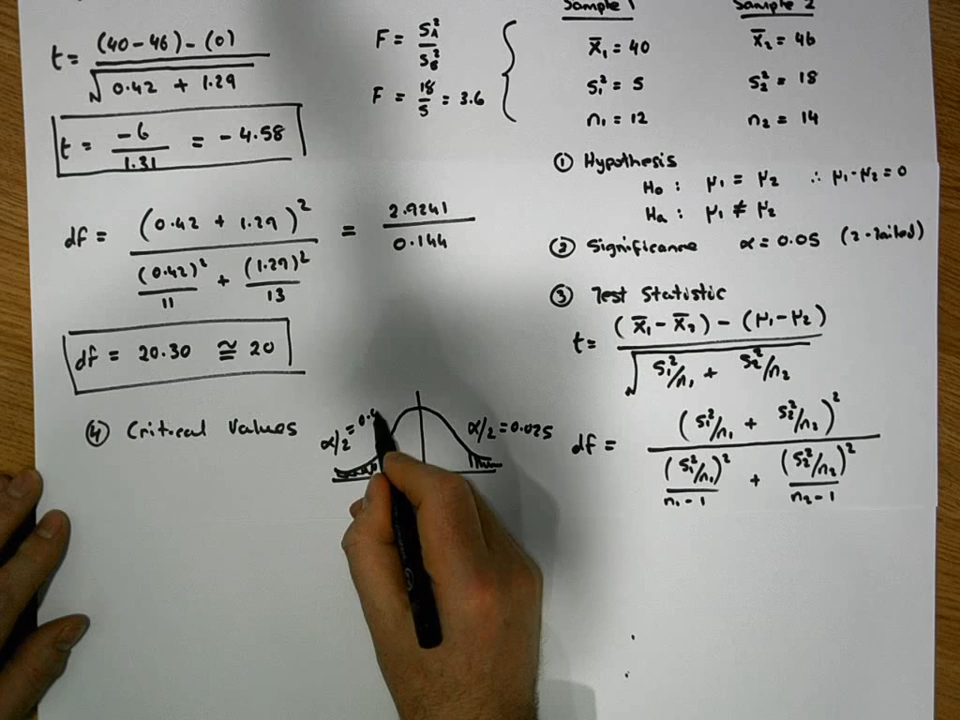 t = (40 - 46) - (0) / √(0.42 + 1.29)
t = -6 / 1.31 = - 4.58
F = S_A² / S_B²
F = 18 / 5 = 3.6
df = (0.42 + 1.29)² / ((0.42)² / 11 + (1.29)² / 13) = 2.9241 / 0.144
df = 20.30 ≅ 20
④ Critical Values
α/2 = 0.
α/2 = 0.025
Sample 1 Sample 2
x̄₁ = 40 x̄₂ = 46
s₁² = 5 s₂² = 18
n₁ = 12 n₂ = 14
① Hypothesis
H₀ : μ₁ = μ₂ ∴ μ₁-μ₂ = 0
Ha : μ₁ ≠ μ₂
② Significance α = 0.05 (2-tailed)
③ Test Statistic
t = (x̄₁ - x̄₂) - (μ₁ - μ₂) / √(s₁²/n₁ + s₂²/n₂)
df = (s₁²/n₁ + s₂²/n₂)² / ((s₁²/n₁)² / n₁-1 + (s₂²/n₂)² / n₂-1)